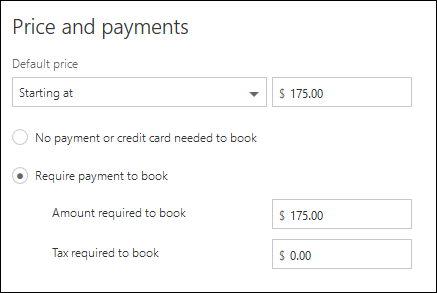 Price and payments
Default price
Starting at $ 175.00
No payment or credit card needed to book
Require payment to book
Amount required to book $ 175.00
Tax required to book $ 0.00